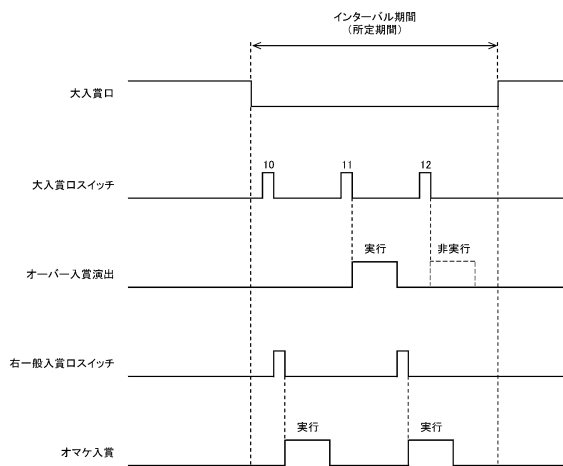 インターバル期間
(所定期間)
大入賞口
10 11 12
大入賞口スイッチ
実行 非実行
オーバー入賞演出
右一般入賞口スイッチ
実行 実行
オマケ入賞